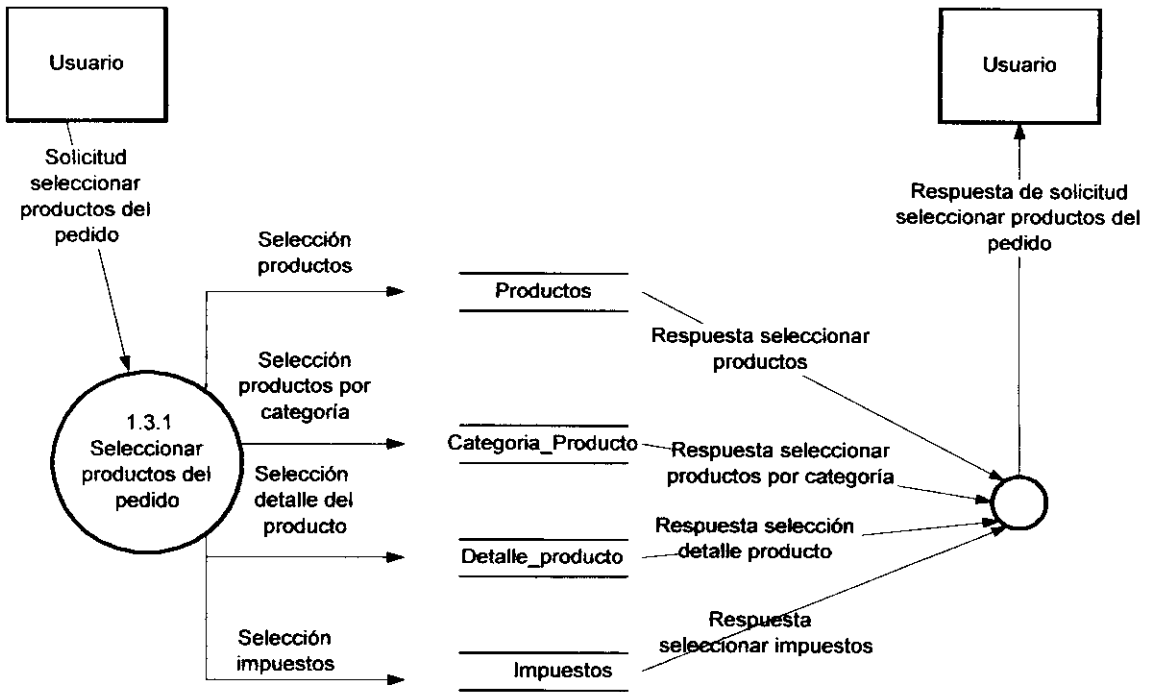 Usuario
Usuario
Solicitud
seleccionar
productos del
pedido
Respuesta de solicitud
seleccionar productos del
pedido
Selección
productos
Productos
Respuesta seleccionar
productos
Selección
productos por
categoría
1.3.1
Seleccionar
productos del
pedido
Categoria_Producto
Respuesta seleccionar
productos por categoría
Selección
detalle del
producto
Detalle_producto
Respuesta selección
detalle producto
Selección
impuestos
Impuestos
Respuesta
seleccionar impuestos